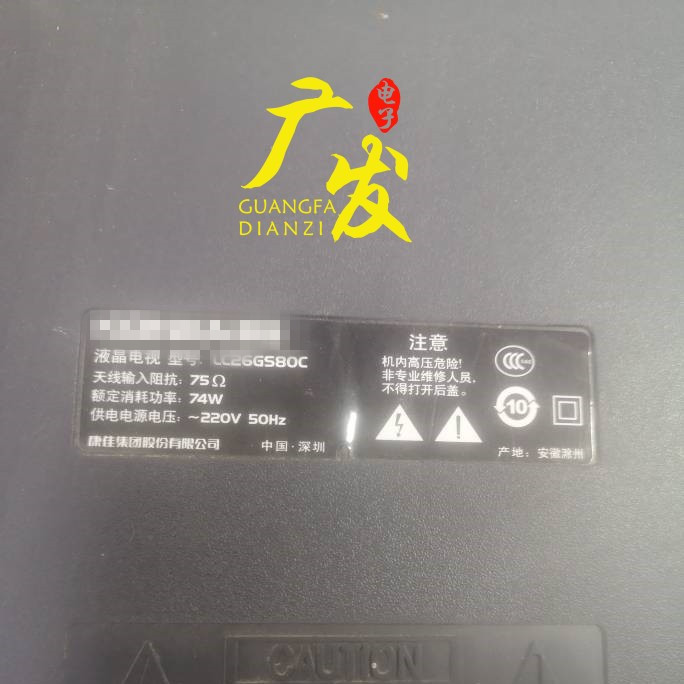 电子
广发
GUANGFA
DIANZI
液晶电视 型号: LC26GS80C
天线输入阻抗: 75Ω
额定消耗功率: 74W
供电电源电压: ~220V 50Hz
康佳集团股份有限公司 中国·深圳
注意
机内高压危险!
非专业维修人员,
不得打开后盖。
CCC
10
产地: 安徽滁州
CAUTION